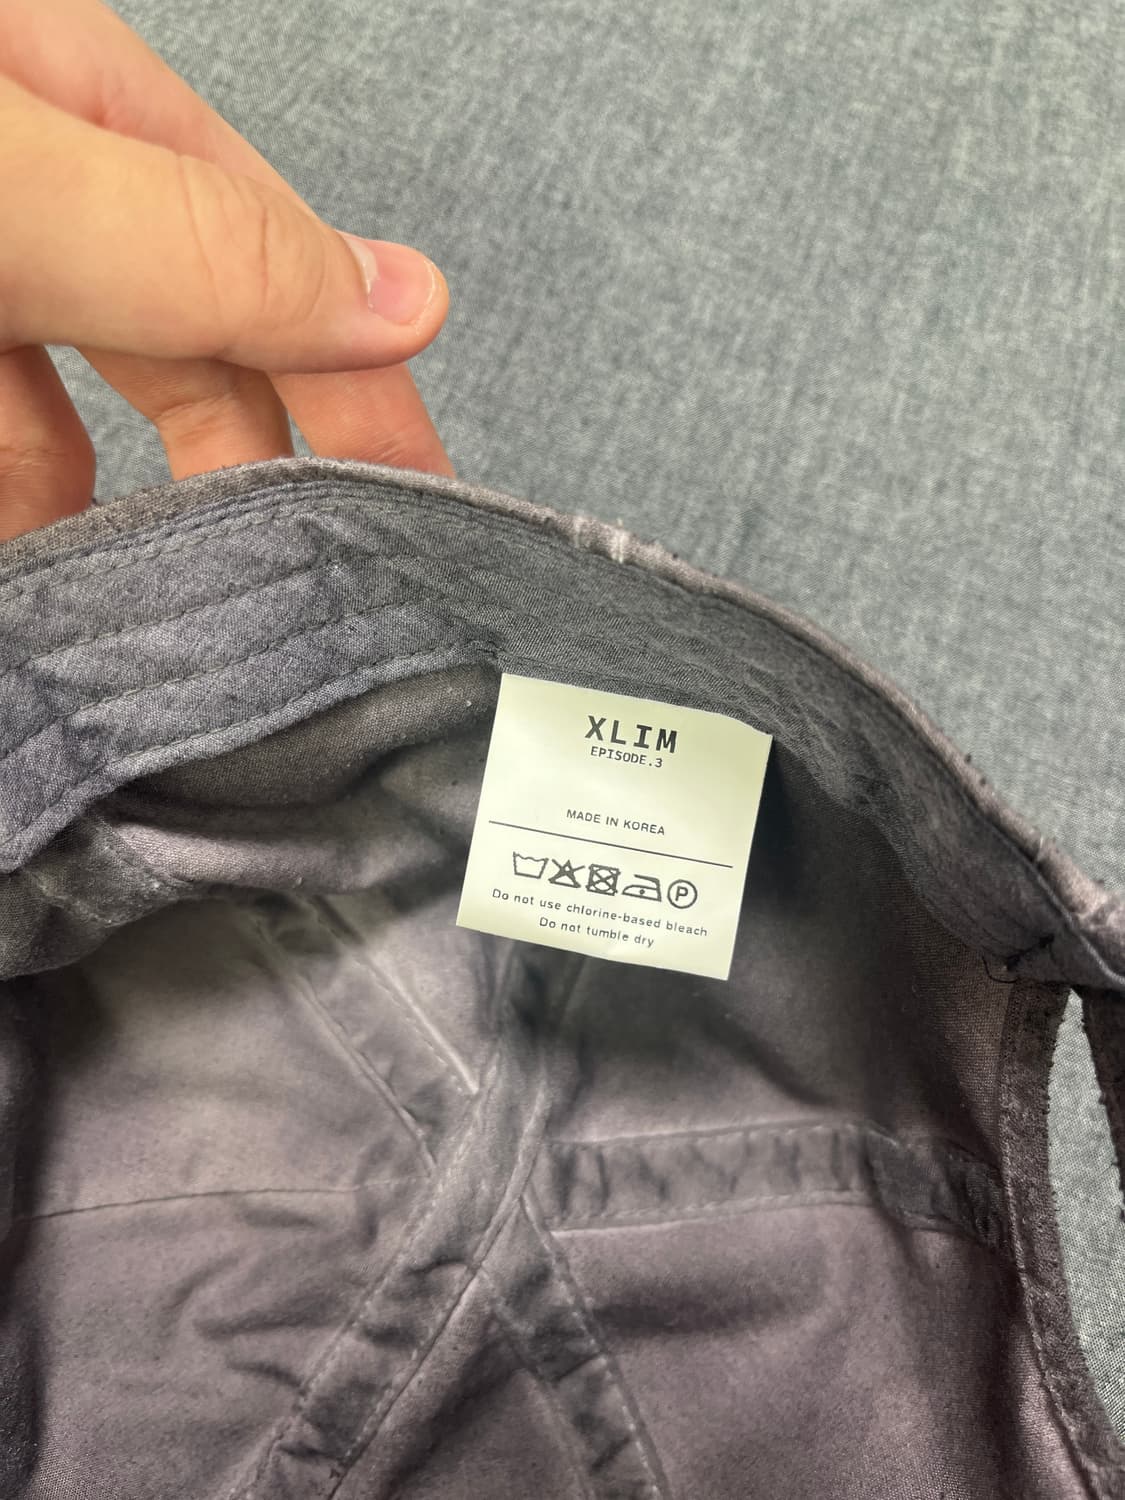 XLIM
EPISODE.3
MADE IN KOREA
P
Do not use chlorine-based bleach
Do not tumble dry